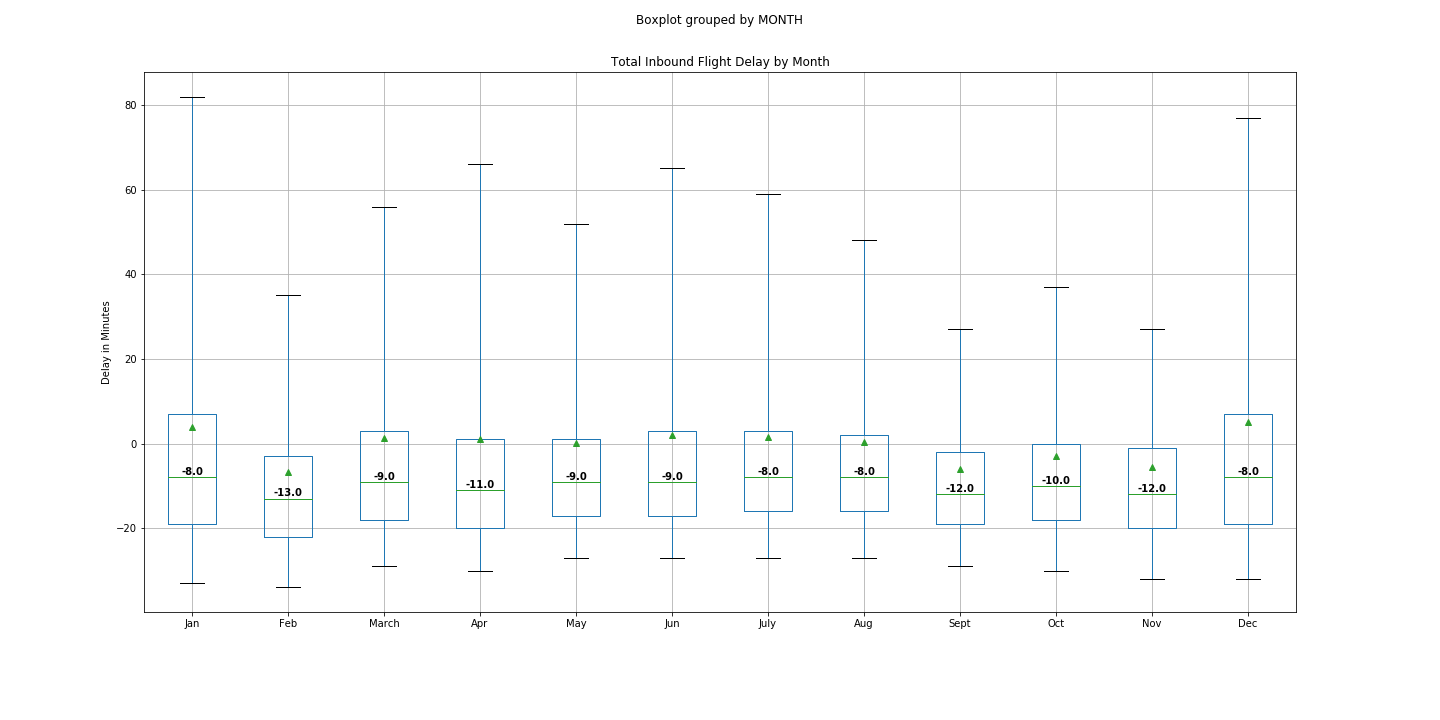 Boxplot grouped by MONTH
Total Inbound Flight Delay by Month
Delay in Minutes
80
60
40
20
0
−20
-8.0
-13.0
-9.0
-11.0
-9.0
-9.0
-8.0
-8.0
-12.0
-10.0
-12.0
-8.0
Jan
Feb
March
Apr
May
Jun
July
Aug
Sept
Oct
Nov
Dec